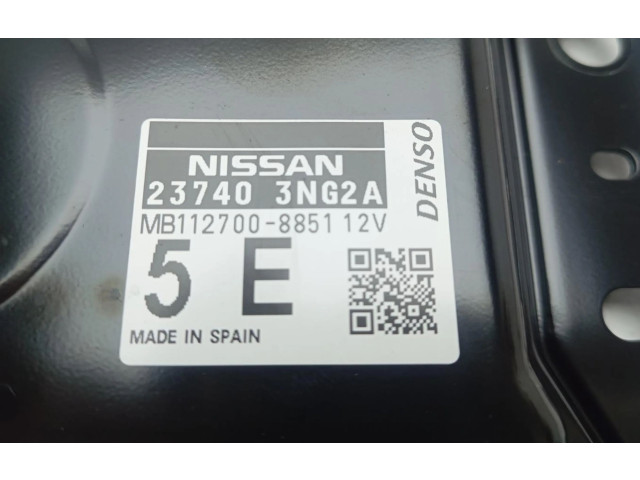 NISSAN
23740 3NG2A
MB112700-8851 12V
5 E
MADE IN SPAIN
DENSO